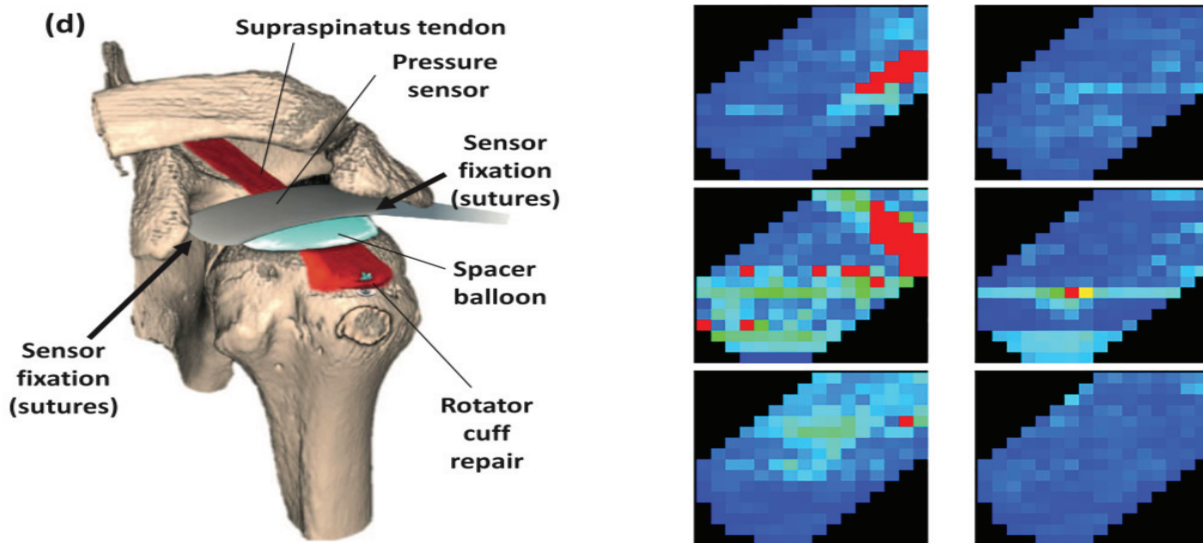 (d)
Supraspinatus tendon
Pressure
sensor
Sensor
fixation
(sutures)
Spacer
balloon
Sensor
fixation
(sutures)
Rotator
cuff
repair